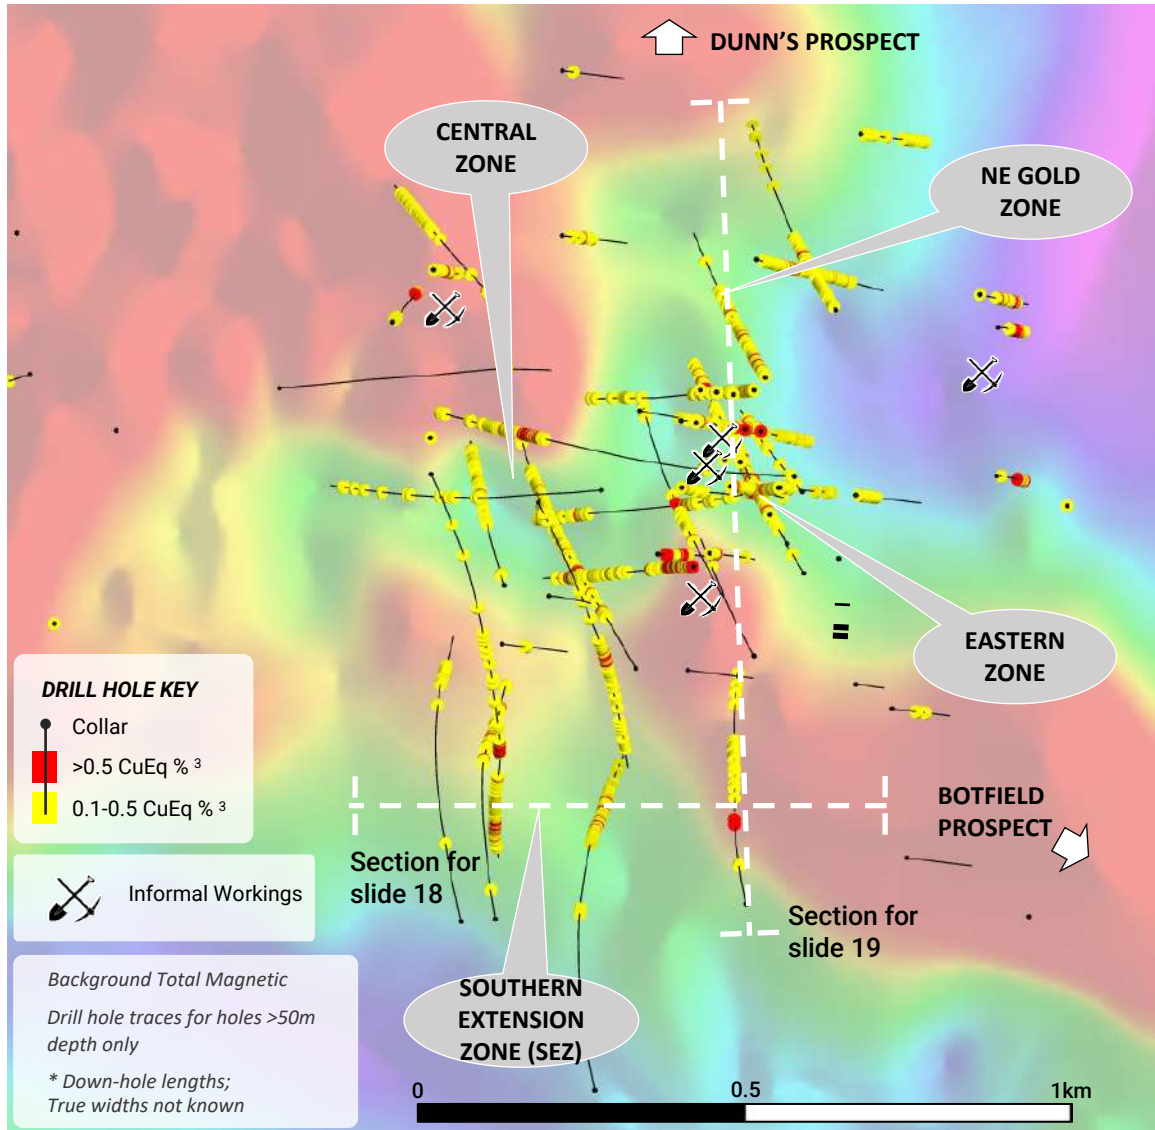 DUNN'S PROSPECT
CENTRAL
ZONE
NE GOLD
ZONE
EASTERN
ZONE
DRILL HOLE KEY
Collar
>0.5 CuEq % ³
0.1-0.5 CuEq % ³
Informal Workings
Background Total Magnetic
Drill hole traces for holes >50m
depth only
* Down-hole lengths;
True widths not known
BOTFIELD
PROSPECT
Section for
slide 18
Section for
slide 19
SOUTHERN
EXTENSION
ZONE (SEZ)
0 0.5 1km